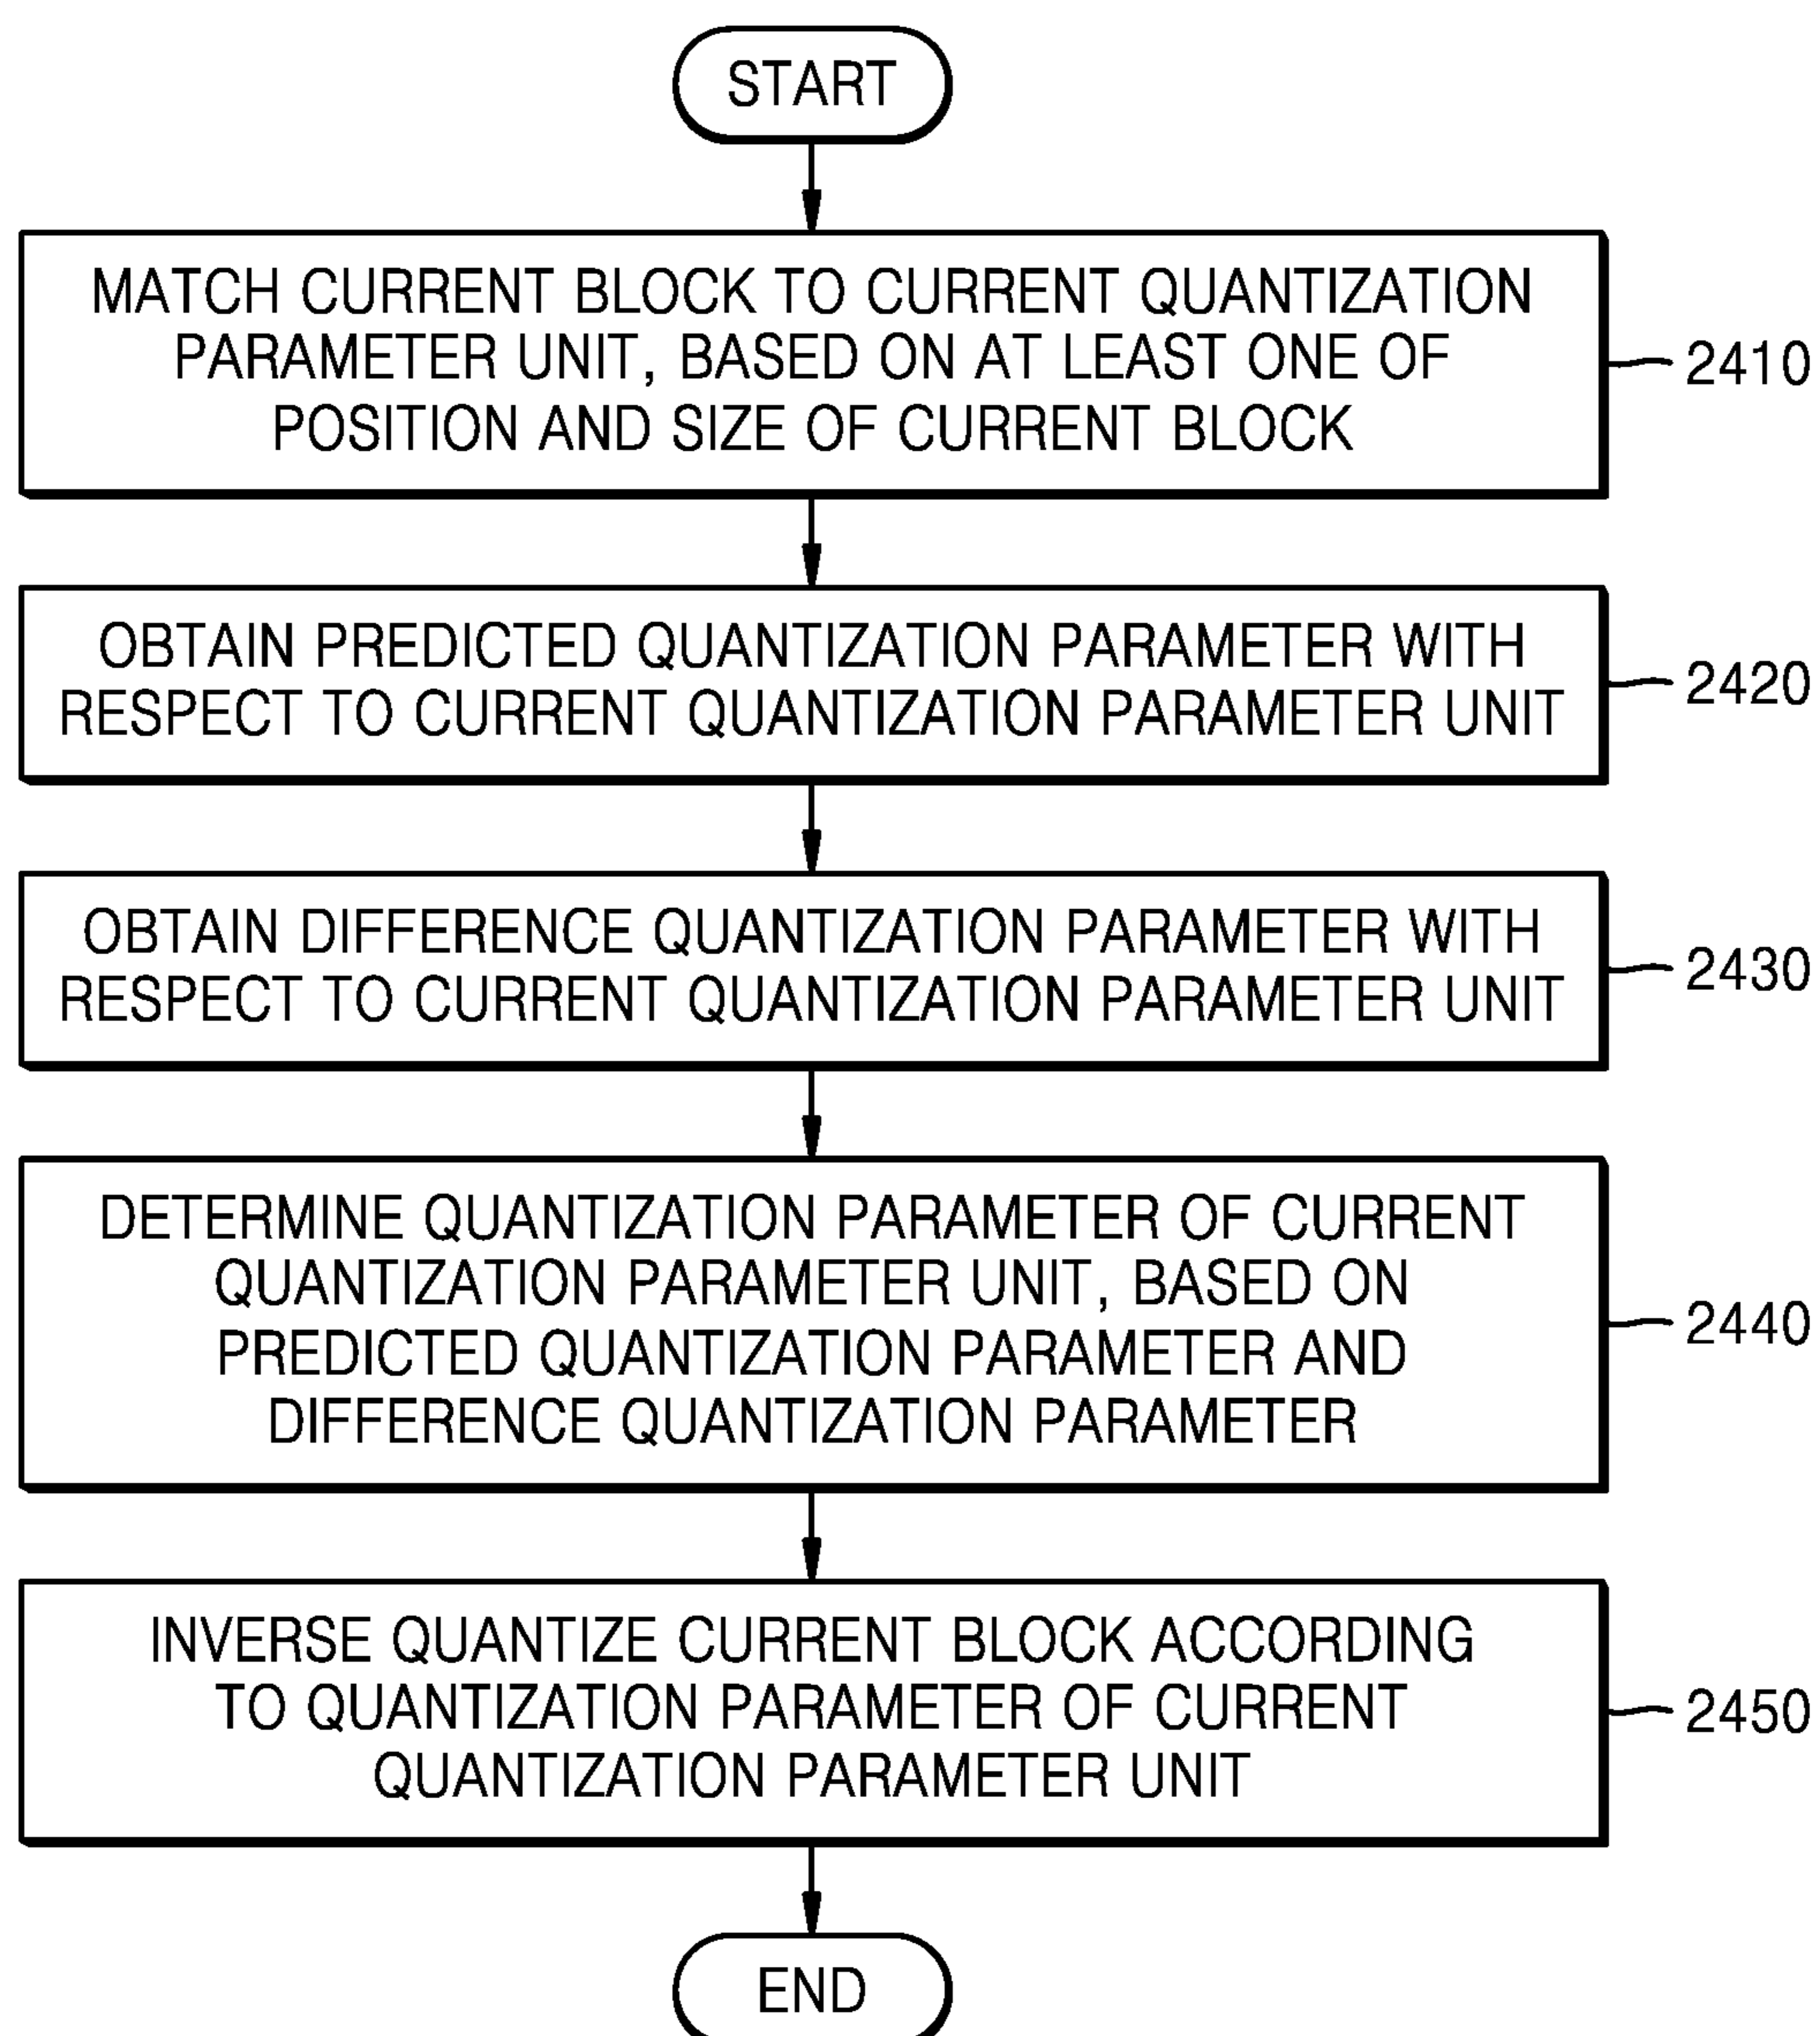 START
MATCH CURRENT BLOCK TO CURRENT QUANTIZATION
PARAMETER UNIT, BASED ON AT LEAST ONE OF
POSITION AND SIZE OF CURRENT BLOCK
2410
OBTAIN PREDICTED QUANTIZATION PARAMETER WITH
RESPECT TO CURRENT QUANTIZATION PARAMETER UNIT
2420
OBTAIN DIFFERENCE QUANTIZATION PARAMETER WITH
RESPECT TO CURRENT QUANTIZATION PARAMETER UNIT
2430
DETERMINE QUANTIZATION PARAMETER OF CURRENT
QUANTIZATION PARAMETER UNIT, BASED ON
PREDICTED QUANTIZATION PARAMETER AND
DIFFERENCE QUANTIZATION PARAMETER
2440
INVERSE QUANTIZE CURRENT BLOCK ACCORDING
TO QUANTIZATION PARAMETER OF CURRENT
QUANTIZATION PARAMETER UNIT
2450
END